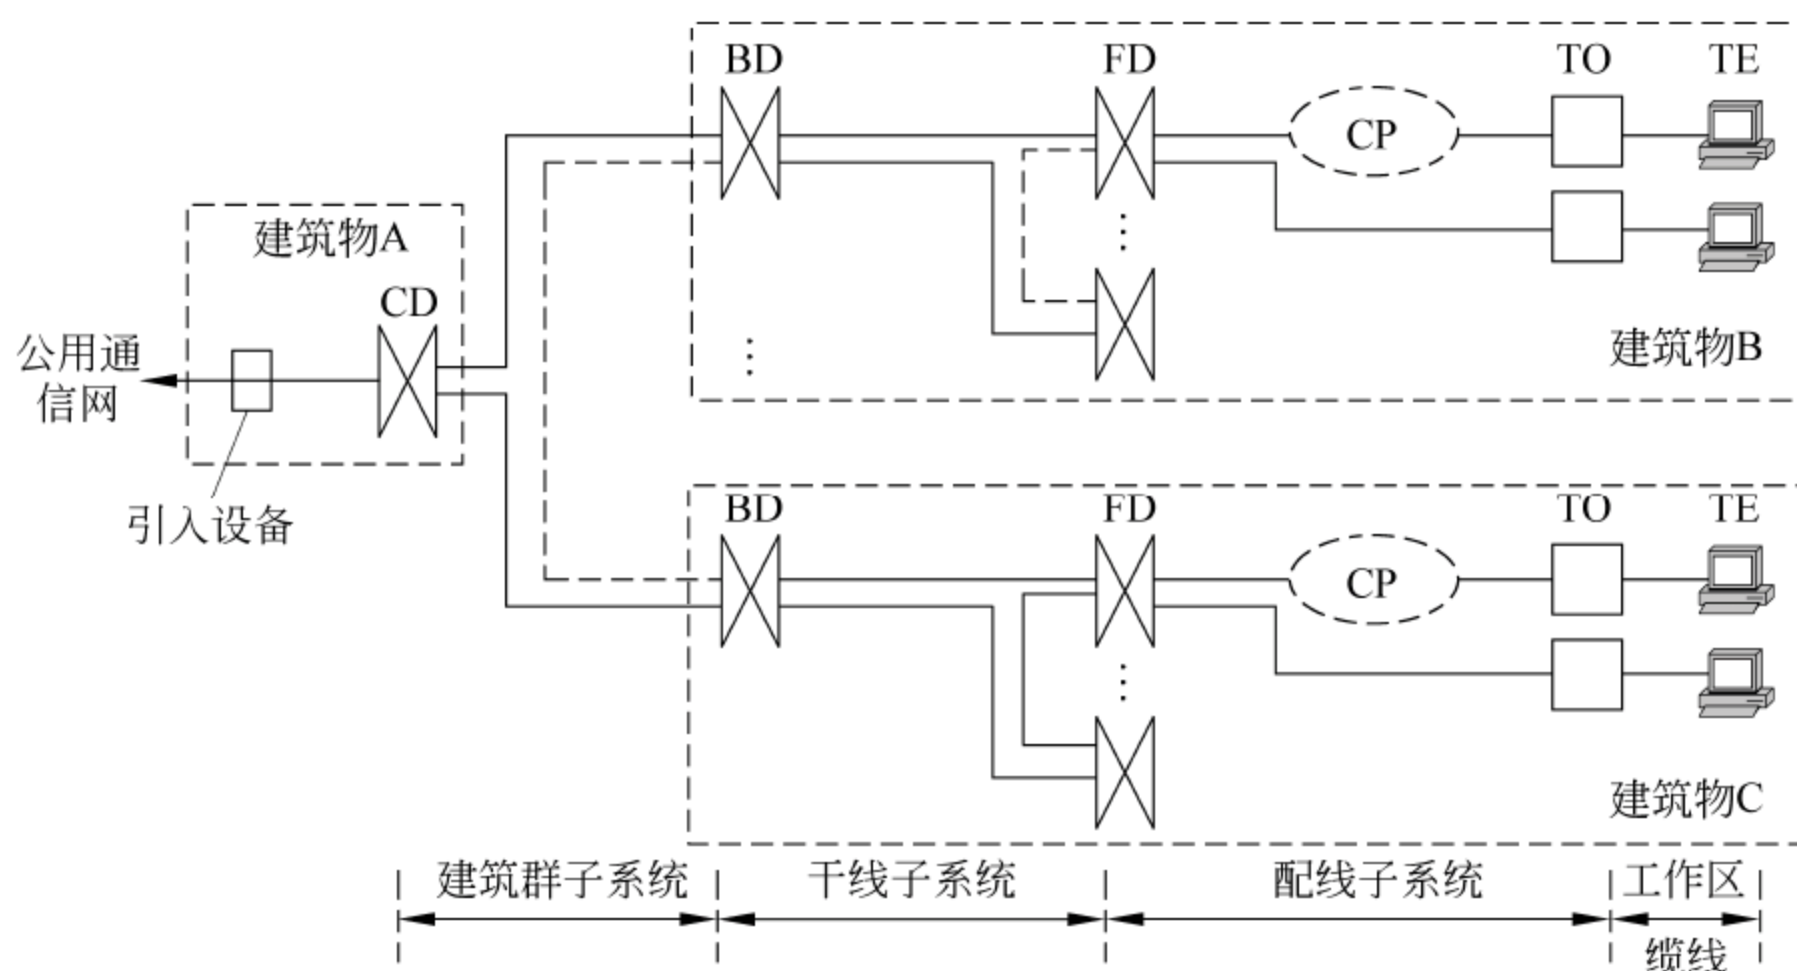 BD FD TO TE
CP
建筑物A
CD
公用通
信网
引入设备
建筑物B
BD FD TO TE
CP
建筑物C
建筑群子系统 干线子系统 配线子系统 工作区
缆线